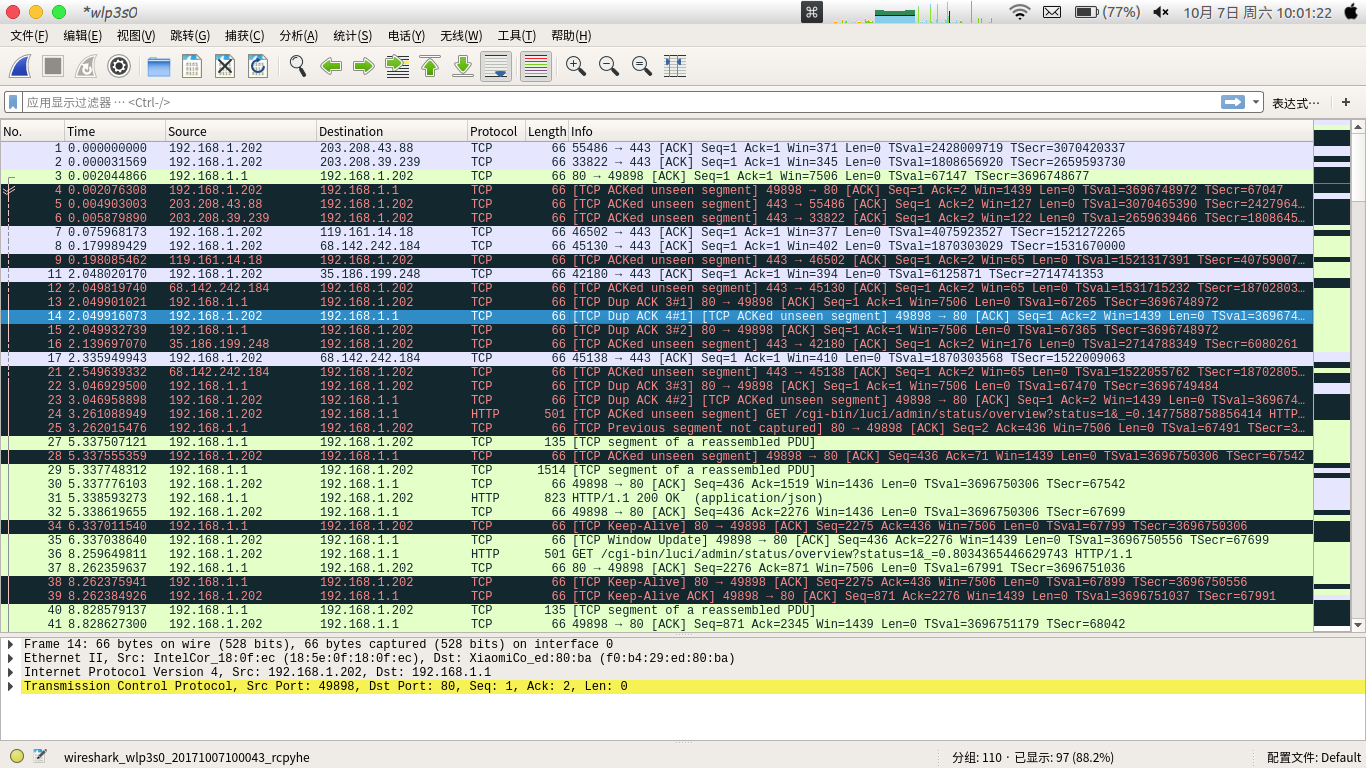 *wlp3s0
(77%)
10月 7日 周六 10:01:22
文件(F) 编辑(E) 视图(V) 跳转(G) 捕获(C) 分析(A) 统计(S) 电话(Y) 无线(W) 工具(T) 帮助(H)
应用显示过滤器 … <Ctrl-/> 表达式… +
No. Time Source Destination Protocol Length Info
1 0.000000000 192.168.1.202 203.208.43.88 TCP 66 55486 → 443 [ACK] Seq=1 Ack=1 Win=371 Len=0 TSval=2428009719 TSecr=3070420337
2 0.000031569 192.168.1.202 203.208.39.239 TCP 66 33822 → 443 [ACK] Seq=1 Ack=1 Win=345 Len=0 TSval=1808656920 TSecr=2659593730
3 0.002044866 192.168.1.1 192.168.1.202 TCP 66 80 → 49898 [ACK] Seq=1 Ack=1 Win=7506 Len=0 TSval=67147 TSecr=3696748677
4 0.002076308 192.168.1.202 192.168.1.1 TCP 66 [TCP ACKed unseen segment] 49898 → 80 [ACK] Seq=1 Ack=2 Win=1439 Len=0 TSval=3696748972 TSecr=67047
5 0.004903003 203.208.43.88 192.168.1.202 TCP 66 [TCP ACKed unseen segment] 443 → 55486 [ACK] Seq=1 Ack=2 Win=127 Len=0 TSval=3070465390 TSecr=2427964…
6 0.005879890 203.208.39.239 192.168.1.202 TCP 66 [TCP ACKed unseen segment] 443 → 33822 [ACK] Seq=1 Ack=2 Win=122 Len=0 TSval=2659639466 TSecr=1808645…
7 0.075968173 192.168.1.202 119.161.14.18 TCP 66 46502 → 443 [ACK] Seq=1 Ack=1 Win=377 Len=0 TSval=4075923527 TSecr=1521272265
8 0.179989429 192.168.1.202 68.142.242.184 TCP 66 45130 → 443 [ACK] Seq=1 Ack=1 Win=402 Len=0 TSval=1870303029 TSecr=1531670000
9 0.198085462 119.161.14.18 192.168.1.202 TCP 66 [TCP ACKed unseen segment] 443 → 46502 [ACK] Seq=1 Ack=2 Win=65 Len=0 TSval=1521317391 TSecr=40759007…
11 2.048020170 192.168.1.202 35.186.199.248 TCP 66 42180 → 443 [ACK] Seq=1 Ack=1 Win=394 Len=0 TSval=6125871 TSecr=2714741353
12 2.049819740 68.142.242.184 192.168.1.202 TCP 66 [TCP ACKed unseen segment] 443 → 45130 [ACK] Seq=1 Ack=2 Win=65 Len=0 TSval=1531715232 TSecr=18702803…
13 2.049901021 192.168.1.1 192.168.1.202 TCP 66 [TCP Dup ACK 3#1] 80 → 49898 [ACK] Seq=1 Ack=1 Win=7506 Len=0 TSval=67265 TSecr=3696748972
14 2.049916073 192.168.1.202 192.168.1.1 TCP 66 [TCP Dup ACK 4#1] [TCP ACKed unseen segment] 49898 → 80 [ACK] Seq=1 Ack=2 Win=1439 Len=0 TSval=369674…
15 2.049932739 192.168.1.1 192.168.1.202 TCP 66 [TCP Dup ACK 3#2] 80 → 49898 [ACK] Seq=1 Ack=1 Win=7506 Len=0 TSval=67365 TSecr=3696748972
16 2.139697070 35.186.199.248 192.168.1.202 TCP 66 [TCP ACKed unseen segment] 443 → 42180 [ACK] Seq=1 Ack=2 Win=176 Len=0 TSval=2714788349 TSecr=6080261
17 2.335949943 192.168.1.202 68.142.242.184 TCP 66 45138 → 443 [ACK] Seq=1 Ack=1 Win=410 Len=0 TSval=1870303568 TSecr=1522009063
21 2.549639332 68.142.242.184 192.168.1.202 TCP 66 [TCP ACKed unseen segment] 443 → 45138 [ACK] Seq=1 Ack=2 Win=65 Len=0 TSval=1522055762 TSecr=18702805…
22 3.046929500 192.168.1.1 192.168.1.202 TCP 66 [TCP Dup ACK 3#3] 80 → 49898 [ACK] Seq=1 Ack=1 Win=7506 Len=0 TSval=67470 TSecr=3696749484
23 3.046958898 192.168.1.202 192.168.1.1 TCP 66 [TCP Dup ACK 4#2] [TCP ACKed unseen segment] 49898 → 80 [ACK] Seq=1 Ack=2 Win=1439 Len=0 TSval=369674…
24 3.261088949 192.168.1.202 192.168.1.1 HTTP 501 [TCP ACKed unseen segment] GET /cgi-bin/luci/admin/status/overview?status=1&_=0.1477588758856414 HTTP…
25 3.262015476 192.168.1.1 192.168.1.202 TCP 66 [TCP Previous segment not captured] 80 → 49898 [ACK] Seq=2 Ack=436 Win=7506 Len=0 TSval=67491 TSecr=3…
27 5.337507121 192.168.1.1 192.168.1.202 TCP 135 [TCP segment of a reassembled PDU]
28 5.337555359 192.168.1.202 192.168.1.1 TCP 66 [TCP ACKed unseen segment] 49898 → 80 [ACK] Seq=436 Ack=71 Win=1439 Len=0 TSval=3696750306 TSecr=67542
29 5.337748312 192.168.1.1 192.168.1.202 TCP 1514 [TCP segment of a reassembled PDU]
30 5.337776103 192.168.1.202 192.168.1.1 TCP 66 49898 → 80 [ACK] Seq=436 Ack=1519 Win=1436 Len=0 TSval=3696750306 TSecr=67542
31 5.338593273 192.168.1.1 192.168.1.202 HTTP 823 HTTP/1.1 200 OK (application/json)
32 5.338619655 192.168.1.202 192.168.1.1 TCP 66 49898 → 80 [ACK] Seq=436 Ack=2276 Win=1436 Len=0 TSval=3696750306 TSecr=67699
34 6.337011540 192.168.1.1 192.168.1.202 TCP 66 [TCP Keep-Alive] 80 → 49898 [ACK] Seq=2275 Ack=436 Win=7506 Len=0 TSval=67799 TSecr=3696750306
35 6.337038640 192.168.1.202 192.168.1.1 TCP 66 [TCP Window Update] 49898 → 80 [ACK] Seq=436 Ack=2276 Win=1439 Len=0 TSval=3696750556 TSecr=67699
36 8.259649811 192.168.1.202 192.168.1.1 HTTP 501 GET /cgi-bin/luci/admin/status/overview?status=1&_=0.8034365446629743 HTTP/1.1
37 8.262359637 192.168.1.1 192.168.1.202 TCP 66 80 → 49898 [ACK] Seq=2276 Ack=871 Win=7506 Len=0 TSval=67991 TSecr=3696751036
38 8.262375941 192.168.1.1 192.168.1.202 TCP 66 [TCP Keep-Alive] 80 → 49898 [ACK] Seq=2275 Ack=436 Win=7506 Len=0 TSval=67899 TSecr=3696750556
39 8.262384926 192.168.1.202 192.168.1.1 TCP 66 [TCP Keep-Alive ACK] 49898 → 80 [ACK] Seq=871 Ack=2276 Win=1439 Len=0 TSval=3696751037 TSecr=67991
40 8.828579137 192.168.1.1 192.168.1.202 TCP 135 [TCP segment of a reassembled PDU]
41 8.828627300 192.168.1.202 192.168.1.1 TCP 66 49898 → 80 [ACK] Seq=871 Ack=2345 Win=1439 Len=0 TSval=3696751179 TSecr=68042
Frame 14: 66 bytes on wire (528 bits), 66 bytes captured (528 bits) on interface 0
Ethernet II, Src: IntelCor_18:0f:ec (18:5e:0f:18:0f:ec), Dst: XiaomiCo_ed:80:ba (f0:b4:29:ed:80:ba)
Internet Protocol Version 4, Src: 192.168.1.202, Dst: 192.168.1.1
Transmission Control Protocol, Src Port: 49898, Dst Port: 80, Seq: 1, Ack: 2, Len: 0
wireshark_wlp3s0_20171007100043_rcpyhe 分组: 110 · 已显示: 97 (88.2%) 配置文件: Default